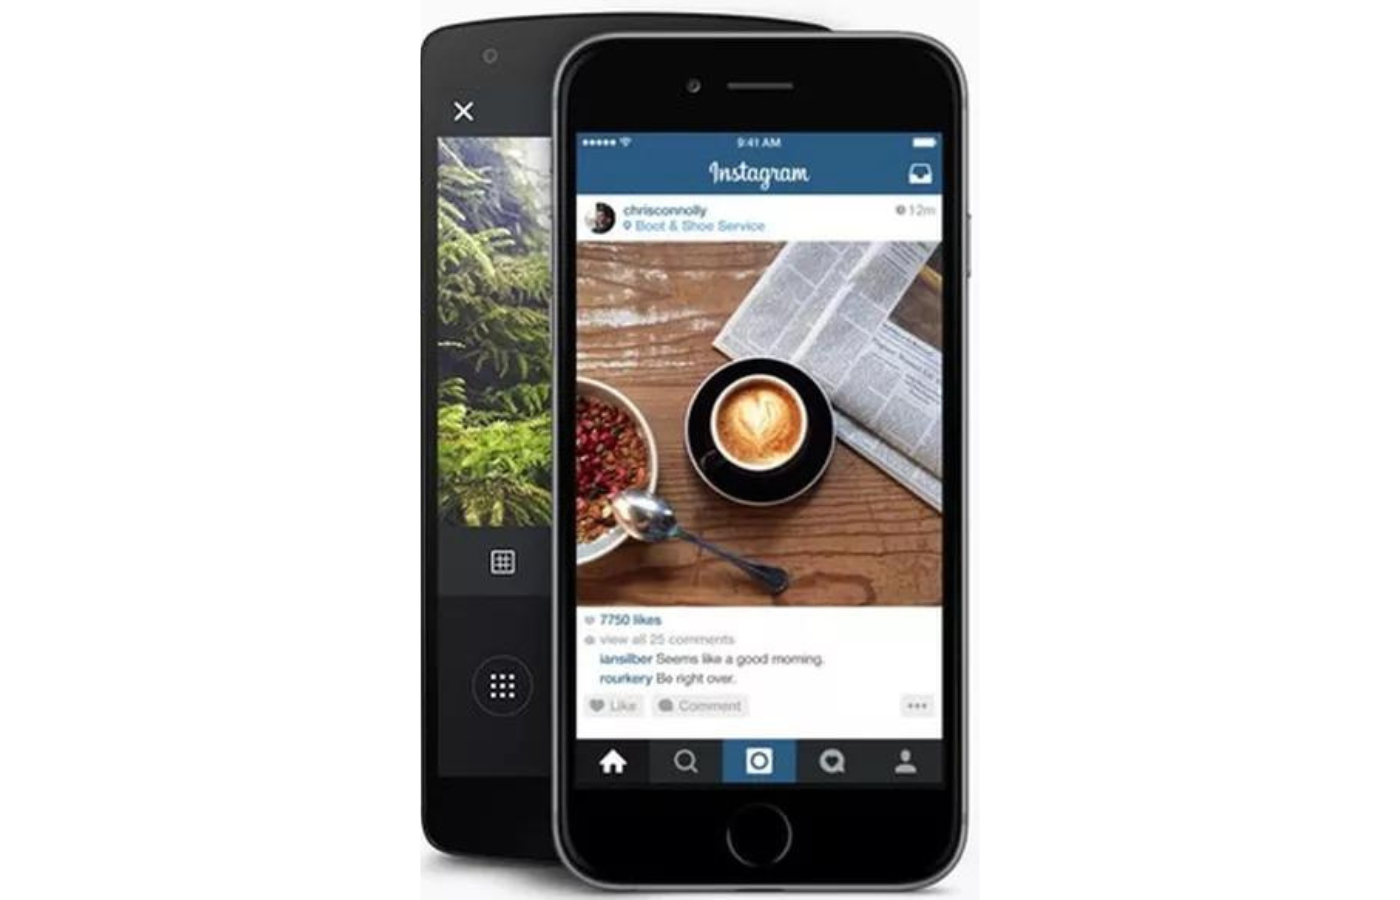 9:41 AM
Instagram
chrisconnolly
12m
Boot & Shoe Service
7750 likes
view all 25 comments
iansilber Seems like a good morning.
rourkery Be right over.
Like Comment